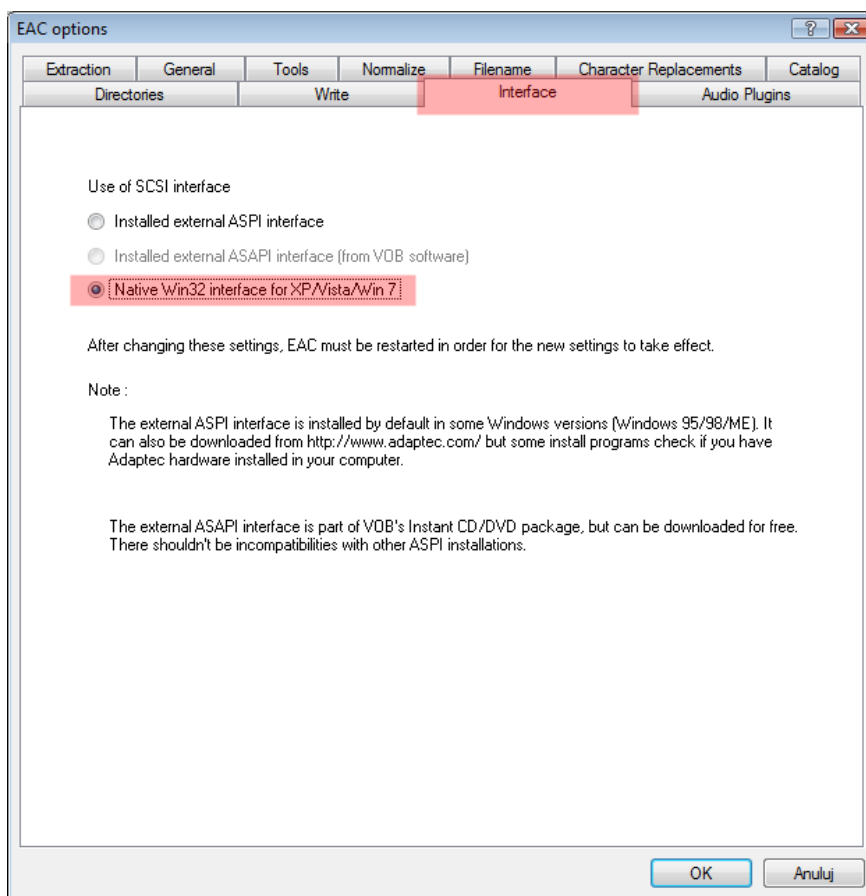 EAC options
Extraction General Tools Normalize Filename Character Replacements Catalog
Directories Write Interface Audio Plugins
Use of SCSI interface
Installed external ASPI interface
Installed external ASAPI interface (from VOB software)
Native Win32 interface for XP/Vista/Win 7
After changing these settings, EAC must be restarted in order for the new settings to take effect.
Note :
The external ASPI interface is installed by default in some Windows versions (Windows 95/98/ME). It
can also be downloaded from http://www.adaptec.com/ but some install programs check if you have
Adaptec hardware installed in your computer.
The external ASAPI interface is part of VOB's Instant CD/DVD package, but can be downloaded for free.
There shouldn't be incompatibilities with other ASPI installations.
OK Anuluj